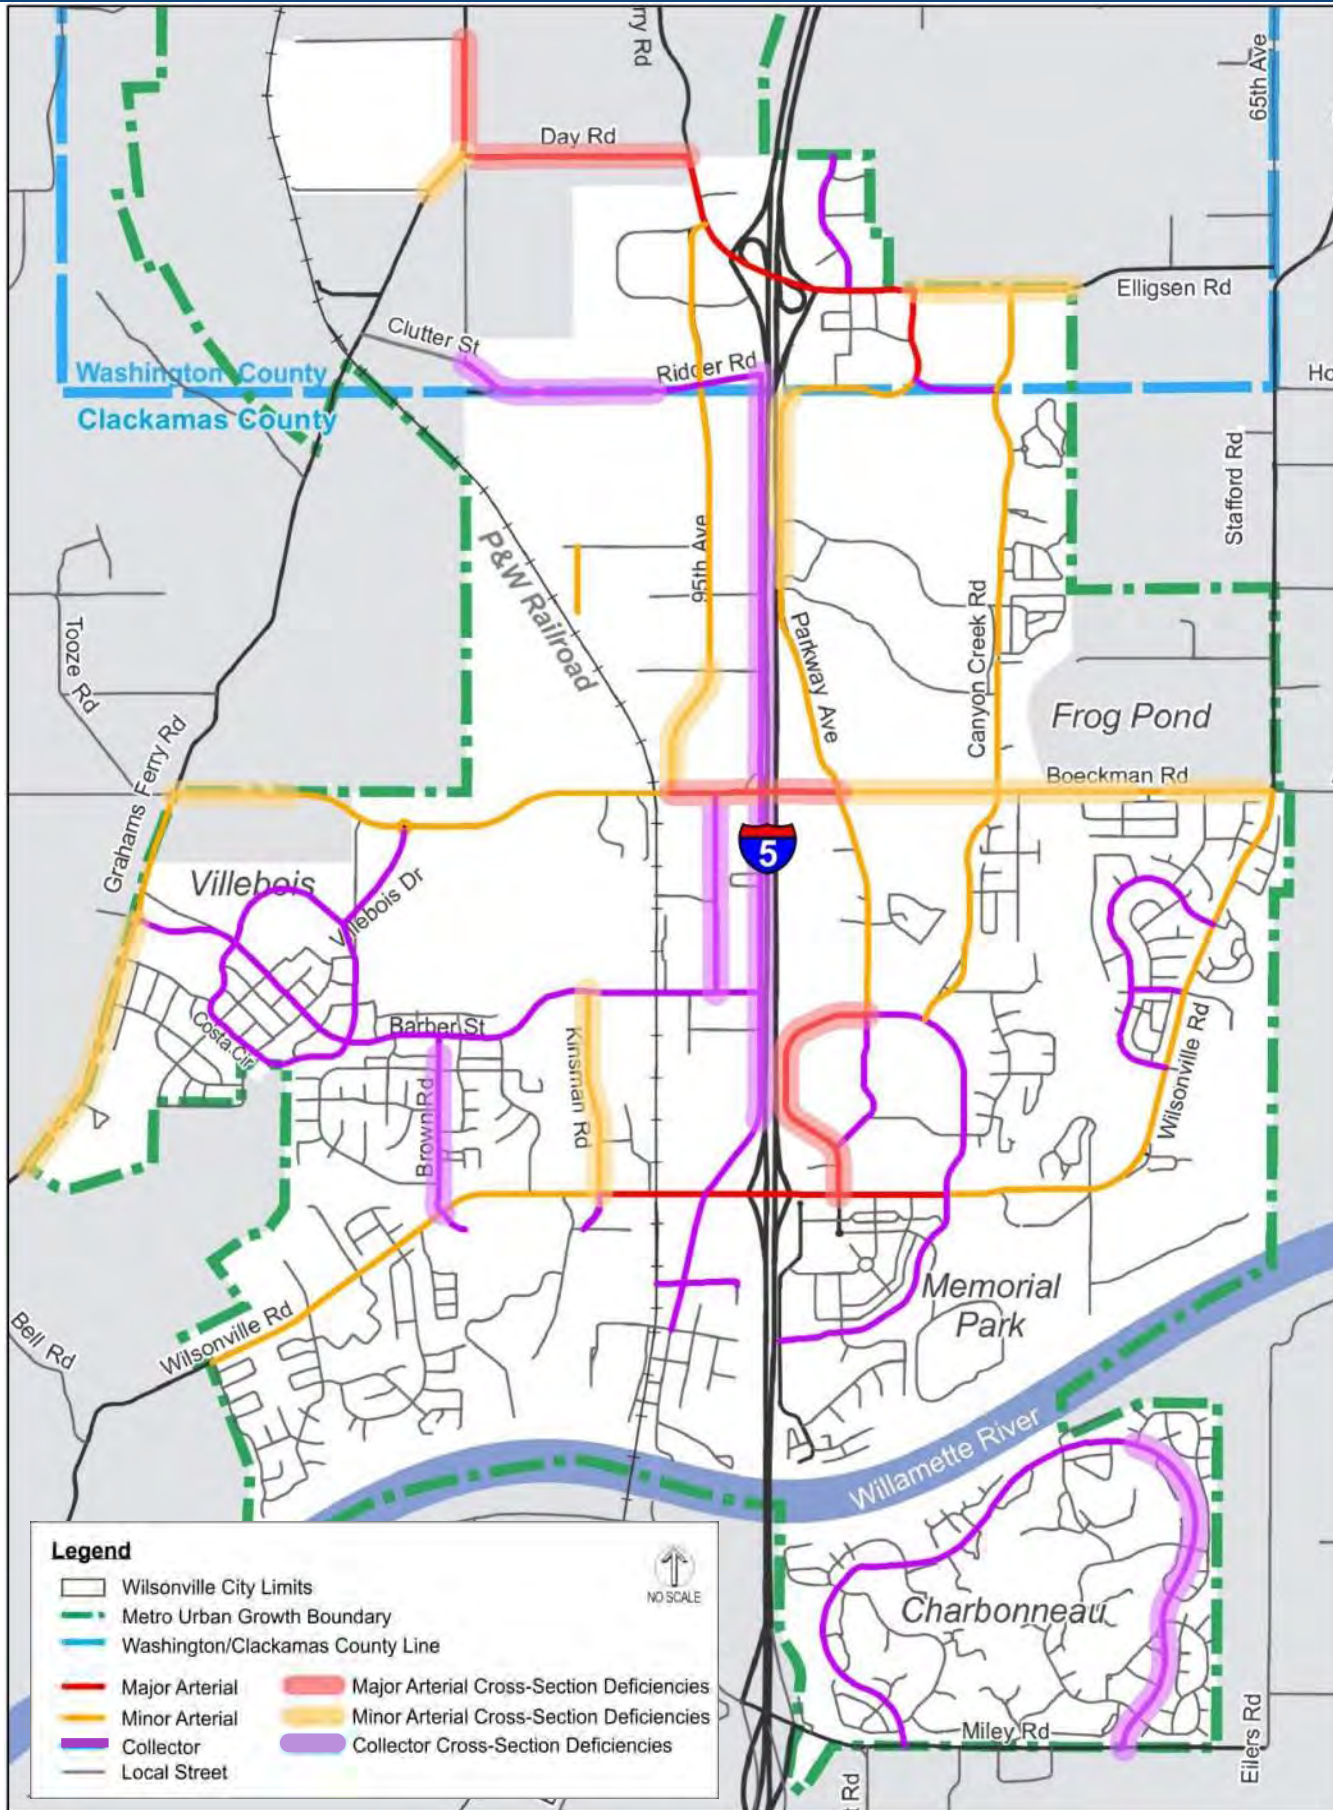 ry Rd
65th Ave
Day Rd
Elligsen Rd
Clutter St
Ridder Rd
Washington County
Ho
Clackamas County
Stafford Rd
P&W Railroad
95th Ave
Tooze Rd
Parkway Ave
Canyon Creek Rd
Frog Pond
Grahams Ferry Rd
Boeckman Rd
5
Villebois
Villebois Dr
Costa Cir
Barber St
Kinsman Rd
Brown Rd
Wilsonville Rd
Memorial
Park
Bell Rd
Wilsonville Rd
Willamette River
Charbonneau
Miley Rd
Eilers Rd
t Rd
Legend
NO SCALE
Wilsonville City Limits
Metro Urban Growth Boundary
Washington/Clackamas County Line
Major Arterial
Major Arterial Cross-Section Deficiencies
Minor Arterial
Minor Arterial Cross-Section Deficiencies
Collector
Collector Cross-Section Deficiencies
Local Street